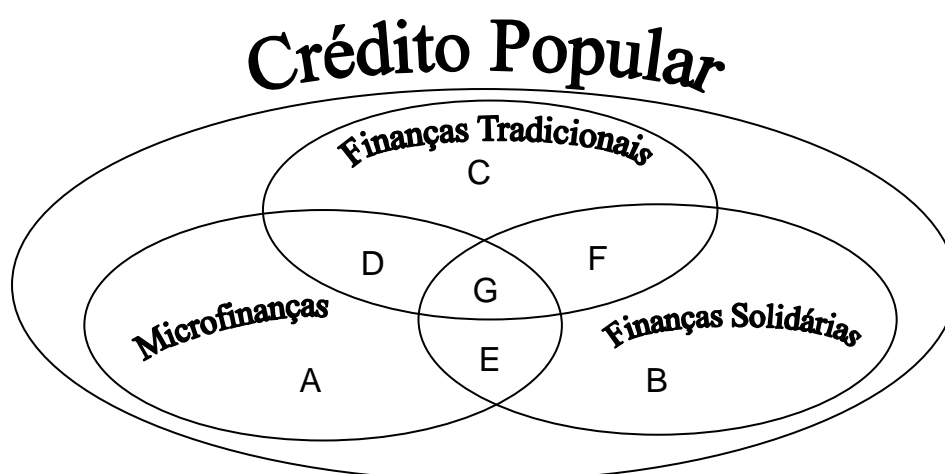 Crédito Popular
Finanças Tradicionais
C
D
F
G
Microfinanças
Finanças Solidárias
E
A
B